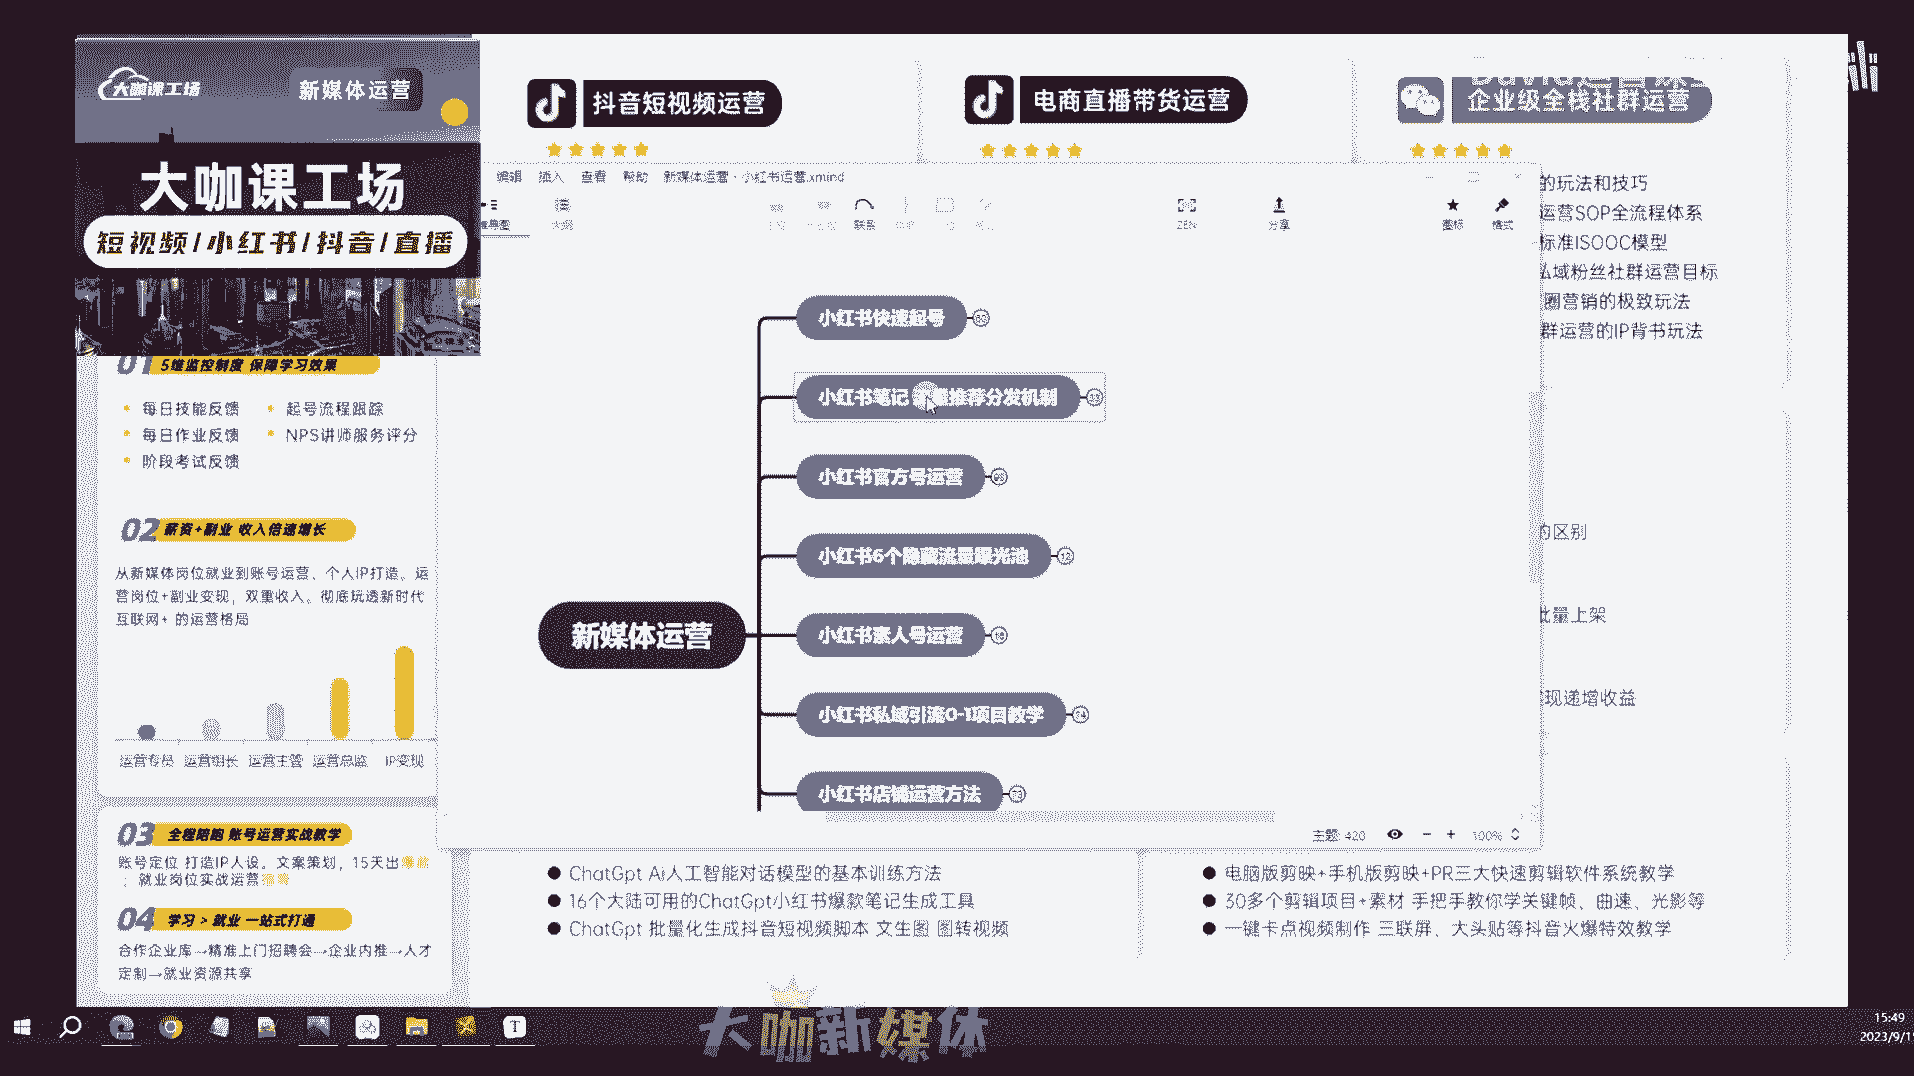 大咖课工场
新媒体运营
大咖课工场
短视频/小红书/抖音/直播
抖音短视频运营
电商直播带货运营
企业级全栈社群运营
编辑 插入 查看 帮助 新媒体运营·小红书运营.xmind
联系
ZEN
分享
图标
格式
的玩法和技巧
运营SOP全流程体系
标准ISOOC模型
私域粉丝社群运营目标
圈营销的极致玩法
群运营的IP背书玩法
的区别
批量上架
现递增收益
小红书快速起号
小红书笔记
推荐分发机制
小红书官方号运营
小红书6个隐藏流量曝光池
12
小红书素人号运营
小红书私域引流0-1项目教学
小红书店铺运营方法
新媒体运营
主题: 420
100%
01 5维监控制度 保障学习效果
每日技能反馈
起号流程跟踪
每日作业反馈
NPS讲师服务评分
阶段考试反馈
02 薪资+副业 收入倍速增长
从新媒体岗位就业到账号运营、个人IP打造、运
营岗位+副业变现，双重收入、彻底玩透新时代
互联网+ 的运营格局
运营专员 运营组长 运营主管 运营总监 IP变现
03 全程陪跑 账号运营实战教学
账号定位 打造IP人设。文案策划，15天出
；就业岗位实战运营
04 学习 > 就业 一站式打通
合作企业库→精准上门招聘会→企业内推→人才
定制→就业资源共享
ChatGpt Ai人工智能对话模型的基本训练方法
16个大陆可用的ChatGpt小红书爆款笔记生成工具
ChatGpt 批量化生成抖音短视频脚本 文生图 图转视频
电脑版剪映+手机版剪映+PR三大快速剪辑软件系统教学
30多个剪辑项目+素材 手把手教你学关键帧、曲速、光影等
一键卡点视频制作 三联屏、大头贴等抖音火爆特效教学
大咖新媒体
15:49
2023/9/1